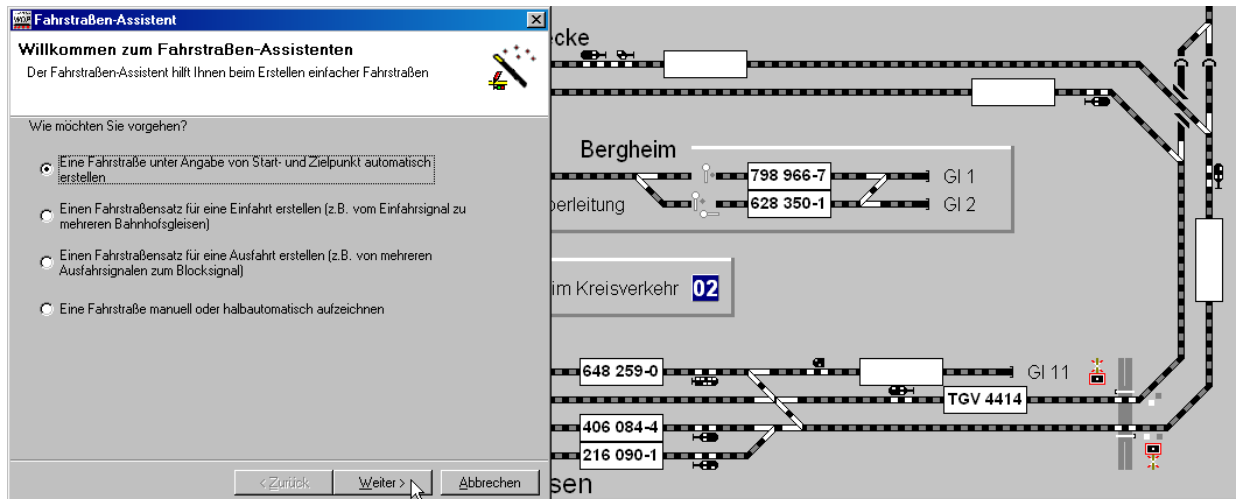 Fahrstraßen-Assistent
Willkommen zum Fahrstraßen-Assistenten
Der Fahrstraßen-Assistent hilft Ihnen beim Erstellen einfacher Fahrstraßen
Wie möchten Sie vorgehen?
Eine Fahrstraße unter Angabe von Start- und Zielpunkt automatisch
erstellen
Einen Fahrstraßensatz für eine Einfahrt erstellen (z.B. vom Einfahrsignal zu
mehreren Bahnhofsgleisen)
Einen Fahrstraßensatz für eine Ausfahrt erstellen (z.B. von mehreren
Ausfahrsignalen zum Blocksignal)
Eine Fahrstraße manuell oder halbautomatisch aufzeichnen
< Zurück
Weiter >
Abbrechen
ecke
Bergheim
798 966-7
Gl 1
berleitung
628 350-1
Gl 2
im Kreisverkehr 02
648 259-0
Gl 11
TGV 4414
406 084-4
216 090-1
sen